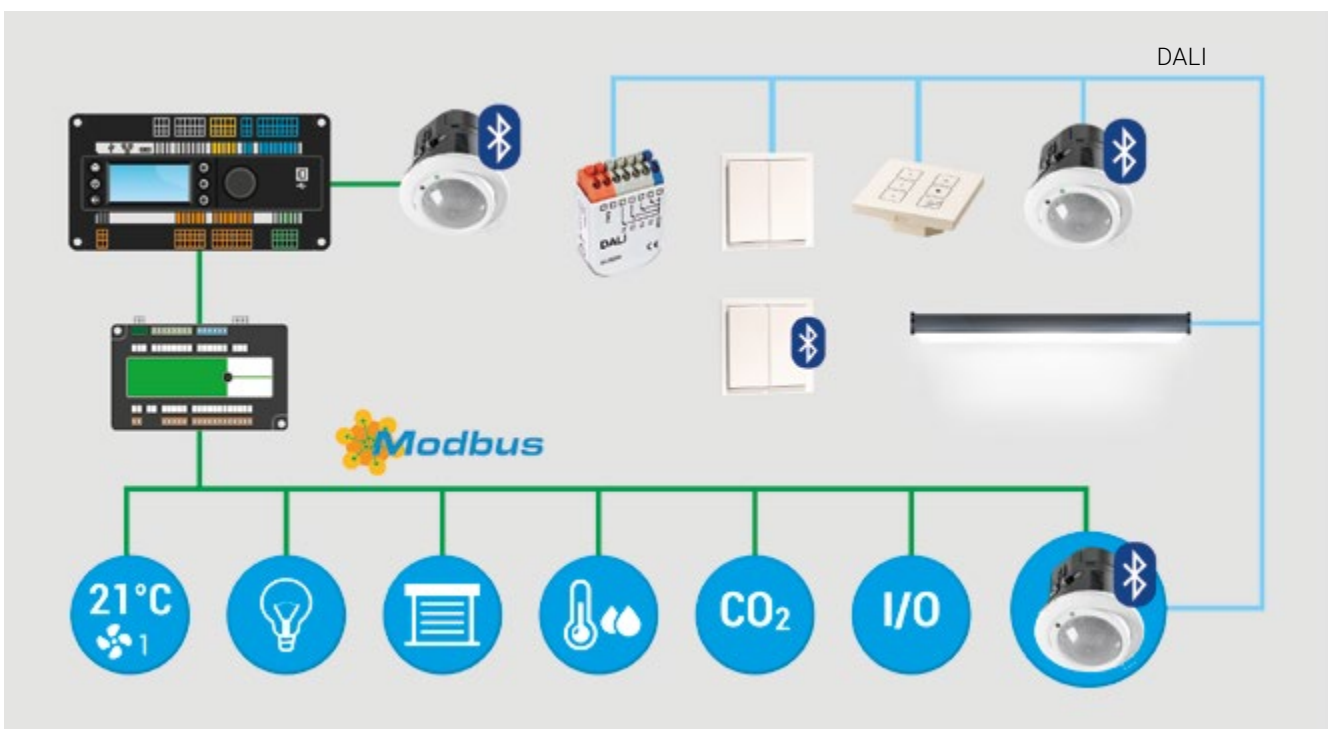 DALI
DALI
Modbus
21°C
1
CO₂
I/O